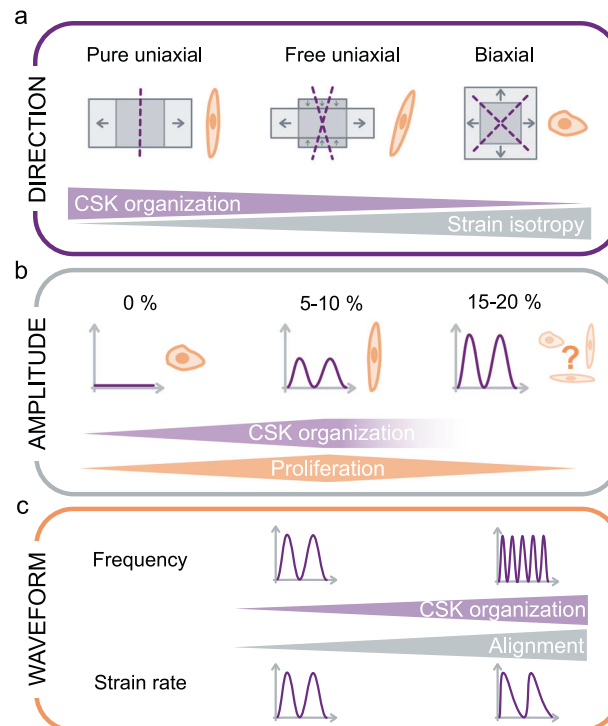 a
Pure uniaxial
Free uniaxial
Biaxial
DIRECTION
CSK organization
Strain isotropy
b
0 %
5-10 %
15-20 %
?
AMPLITUDE
CSK organization
Proliferation
c
Frequency
WAVEFORM
CSK organization
Alignment
Strain rate